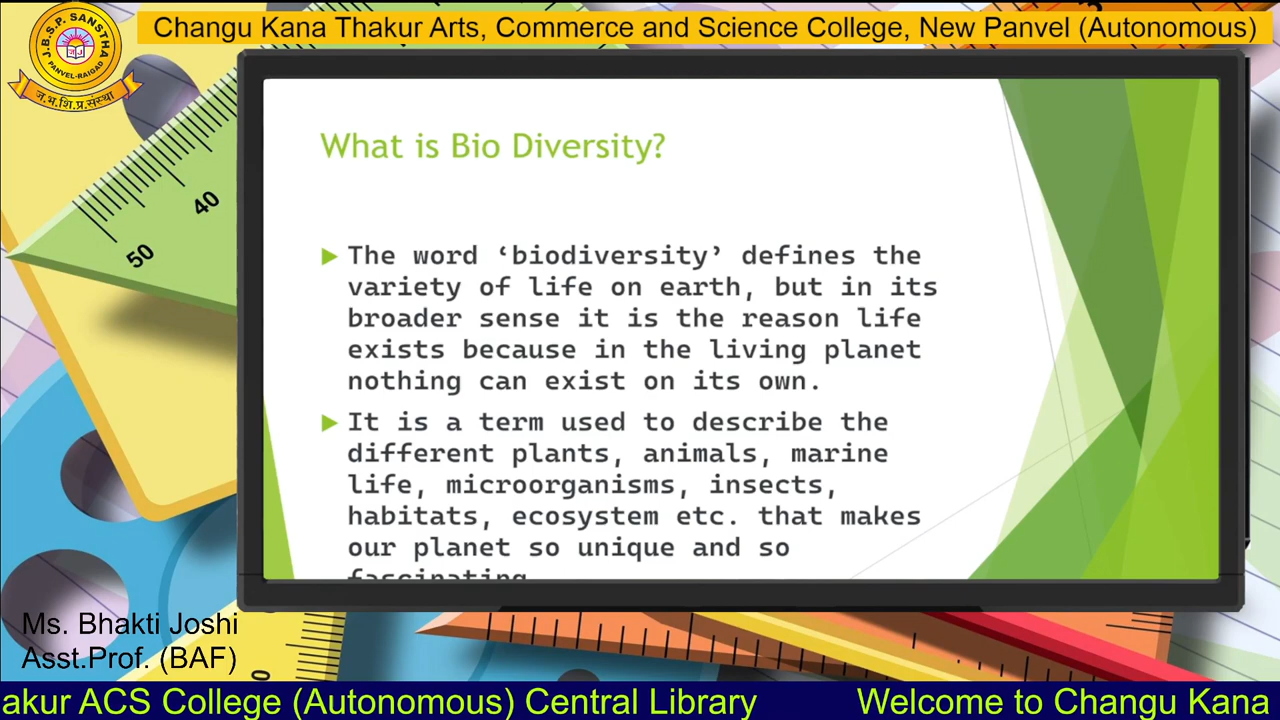 J.B.S.P. SANSTHA
PANVEL-RAIGAD
ज.भ.शि.प्र.संस्था
Changu Kana Thakur Arts, Commerce and Science College, New Panvel (Autonomous)
40
50
What is Bio Diversity?
The word ‘biodiversity’ defines the
variety of life on earth, but in its
broader sense it is the reason life
exists because in the living planet
nothing can exist on its own.
It is a term used to describe the
different plants, animals, marine
life, microorganisms, insects,
habitats, ecosystem etc. that makes
our planet so unique and so
fascinating
Ms. Bhakti Joshi
Asst.Prof. (BAF)
akur ACS College (Autonomous) Central Library Welcome to Changu Kana